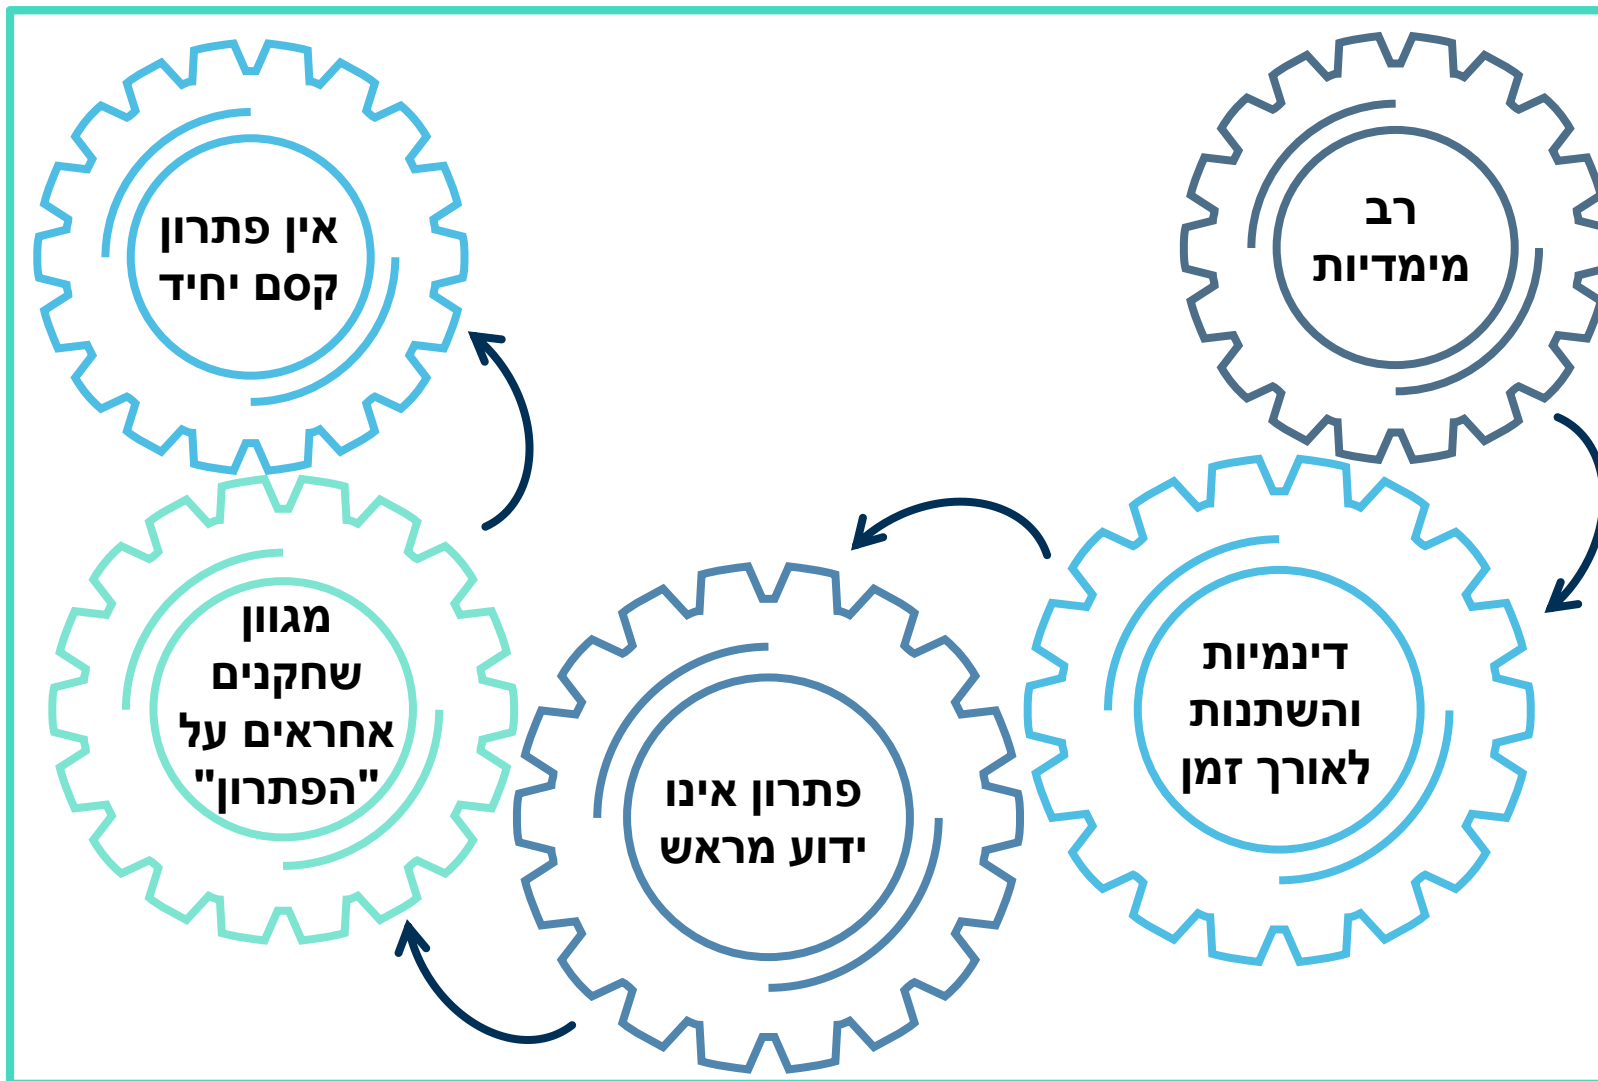 רב
מימדיות
דינמיות
והשתנות
לאורך זמן
פתרון אינו
ידוע מראש
מגוון
שחקנים
אחראים על
"הפתרון"
אין פתרון
קסם יחיד